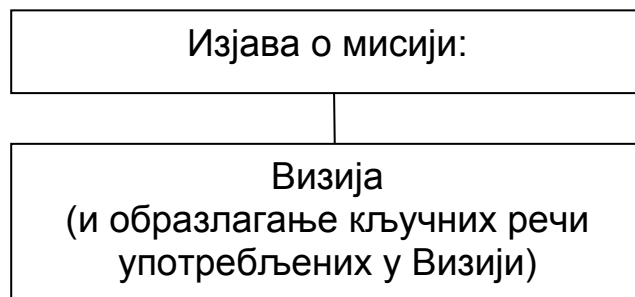 Изјава о мисији:
Визија
(и образлагање кључних речи
употребљених у Визији)